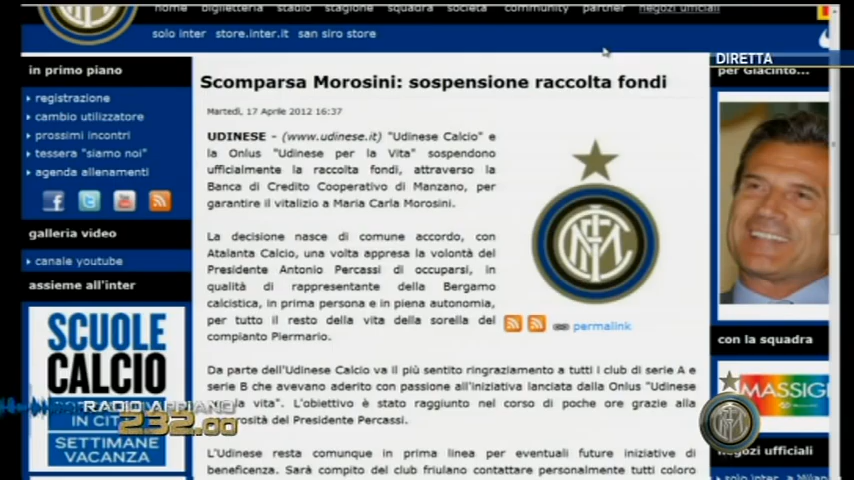 home biglietteria stadio stagione squadra società community partner negozi ufficiali
solo inter store.inter.it san siro store
DIRETTA
in primo piano
registrazione
cambio utilizzatore
prossimi incontri
tessera "siamo noi"
agenda allenamenti
galleria video
canale youtube
assieme all'inter
SCUOLE
CALCIO
IN CITTÀ
SETTIMANE
VACANZA
RADIO APPIANO
232.00
Scomparsa Morosini: sospensione raccolta fondi
Martedì, 17 Aprile 2012 16:37
UDINESE - (www.udinese.it) "Udinese Calcio" e
la Onlus "Udinese per la Vita" sospendono
ufficialmente la raccolta fondi, attraverso la
Banca di Credito Cooperativo di Manzano, per
garantire il vitalizio a Maria Carla Morosini.
La decisione nasce di comune accordo, con
Atalanta Calcio, una volta appresa la volontà del
Presidente Antonio Percassi di occuparsi, in
qualità di rappresentante della Bergamo
calcistica, in prima persona e in piena autonomia,
per tutto il resto della vita della sorella del
compianto Piermario.
permalink
Da parte dell'Udinese Calcio va il più sentito ringraziamento a tutti i club di serie A e
serie B che avevano aderito con passione all'iniziativa lanciata dalla Onlus "Udinese
la vita". L'obiettivo è stato raggiunto nel corso di poche ore grazie alla
del Presidente Percassi.
L'Udinese resta comunque in prima linea per eventuali future iniziative di
beneficenza. Sarà compito del club friulano contattare personalmente tutti coloro
per Giacinto...
con la squadra
MASSIG
negozi ufficiali
solo inter, a Milano